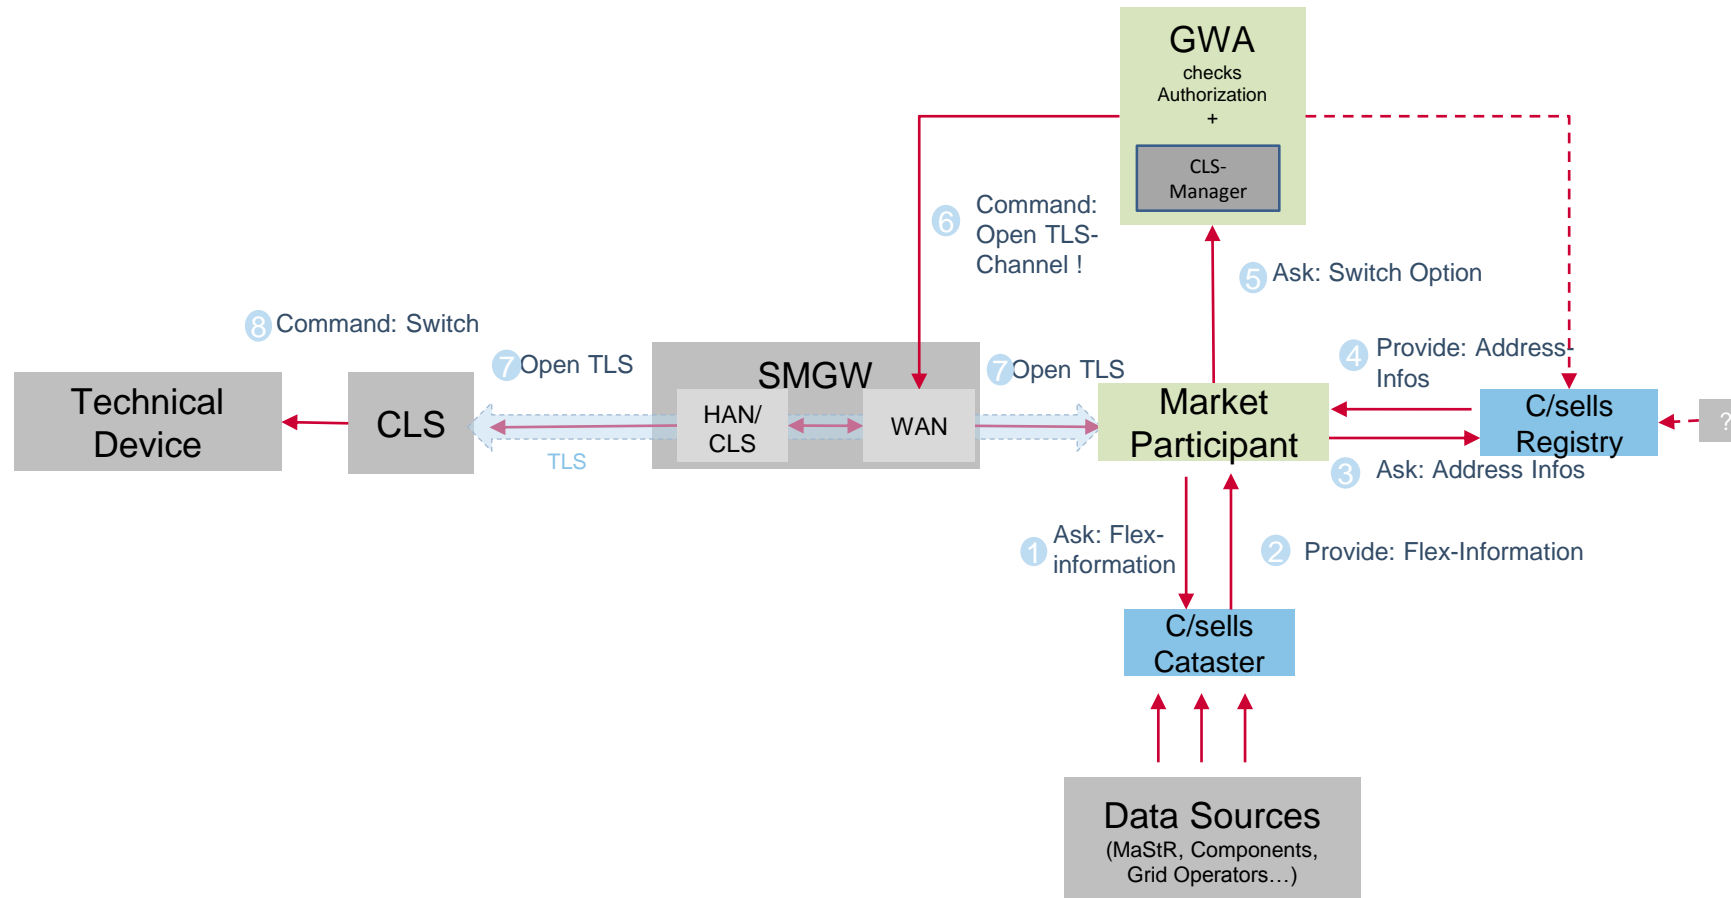 GWA
checks
Authorization
+
CLS-
Manager
6
Command:
Open TLS-
Channel !
5
Ask: Switch Option
8
Command: Switch
7
Open TLS
SMGW
7
Open TLS
4
Provide: Address-
Infos
Technical
Device
CLS
HAN/
CLS
WAN
TLS
Market
Participant
C/sells
Registry
?
3
Ask: Address Infos
1
Ask: Flex-
information
2
Provide: Flex-Information
C/sells
Cataster
Data Sources
(MaStR, Components,
Grid Operators…)